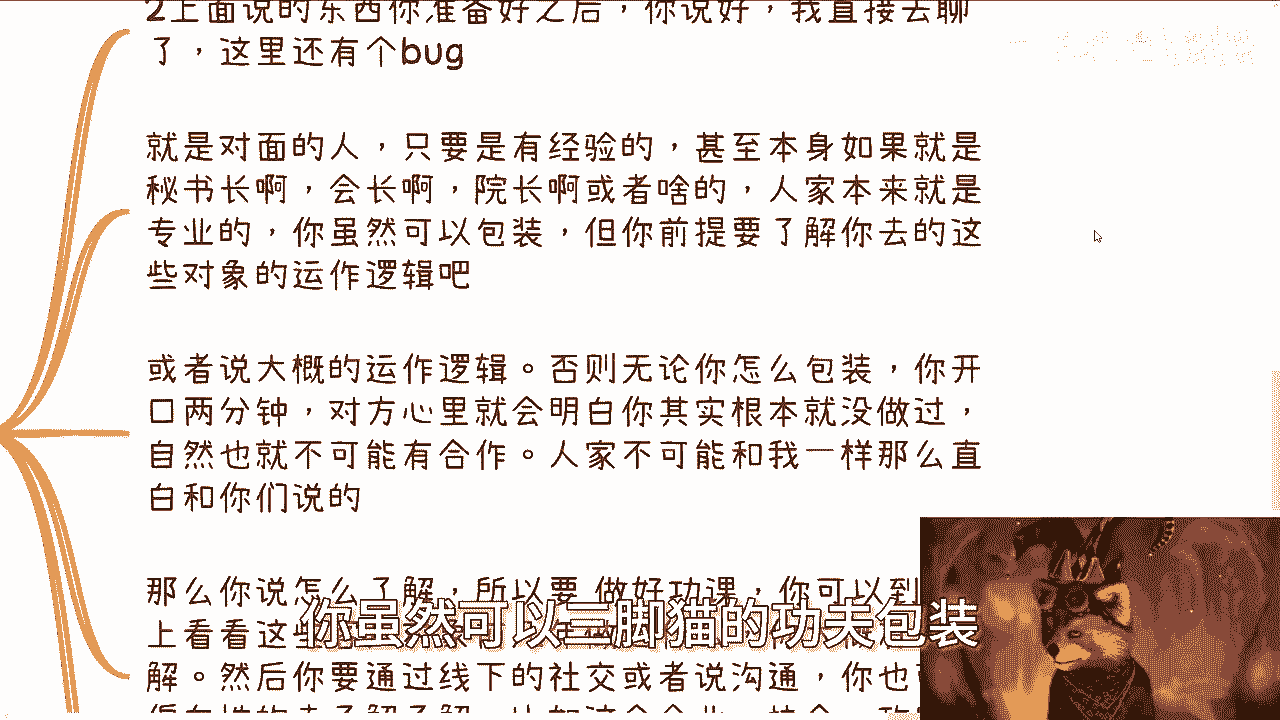 2上面说的东西你准备好之后，你说好，我直接去聊
了，这里还有个bug
就是对面的人，只要是有经验的，甚至本身如果就是
秘书长啊，会长啊，院长啊或者啥的，人家本来就是
专业的，你虽然可以包装，但你前提要了解你去的这
些对象的运作逻辑吧
或者说大概的运作逻辑。否则无论你怎么包装，你开
口两分钟，对方心里就会明白你其实根本就没做过，
自然也就不可能有合作。人家不可能和我一样那么直
白和你们说的
那么你说怎么了解，所以要 做好功课，你可以到
上看看这些
你虽然可以三脚猫的功夫包装
解。然后你要通过线下的社交或者说沟通，你也